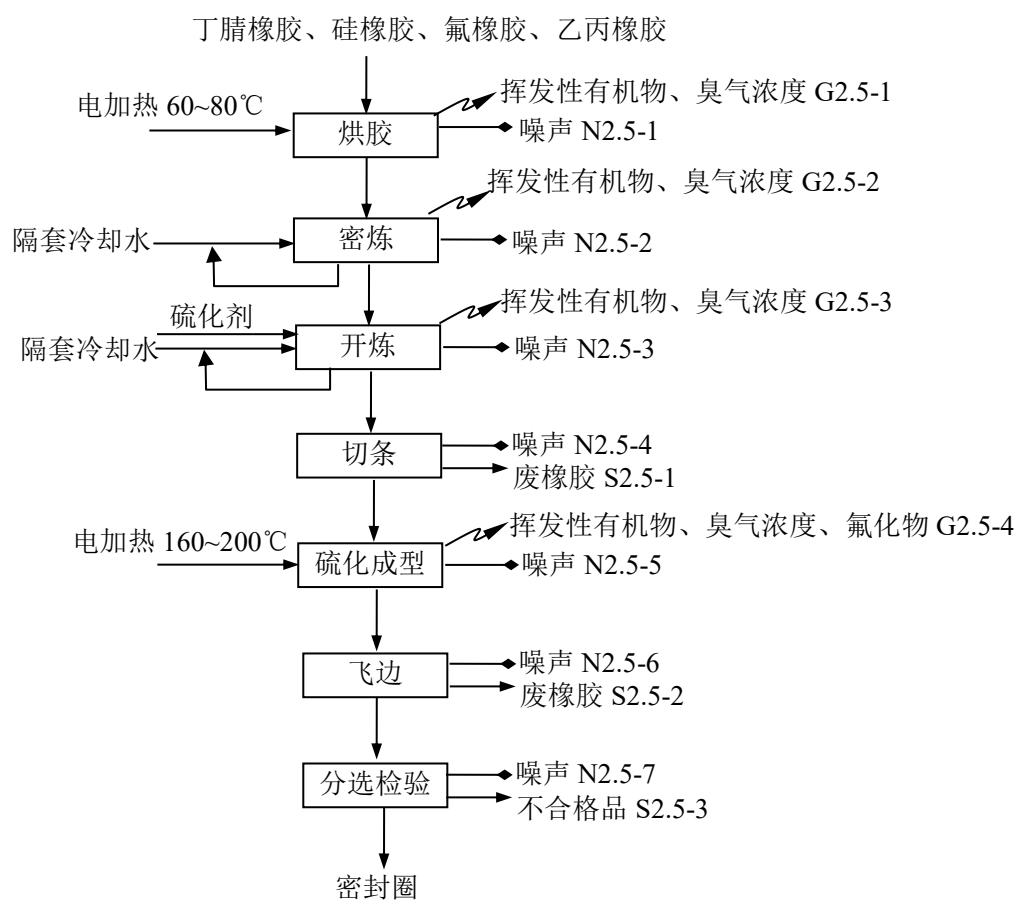 丁腈橡胶、硅橡胶、氟橡胶、乙丙橡胶
电加热 60~80℃
挥发性有机物、臭气浓度 G2.5-1
烘胶
噪声 N2.5-1
挥发性有机物、臭气浓度 G2.5-2
隔套冷却水
密炼
噪声 N2.5-2
挥发性有机物、臭气浓度 G2.5-3
硫化剂
隔套冷却水
开炼
噪声 N2.5-3
切条
噪声 N2.5-4
废橡胶 S2.5-1
挥发性有机物、臭气浓度、氟化物 G2.5-4
电加热 160~200℃
硫化成型
噪声 N2.5-5
飞边
噪声 N2.5-6
废橡胶 S2.5-2
分选检验
噪声 N2.5-7
不合格品 S2.5-3
密封圈